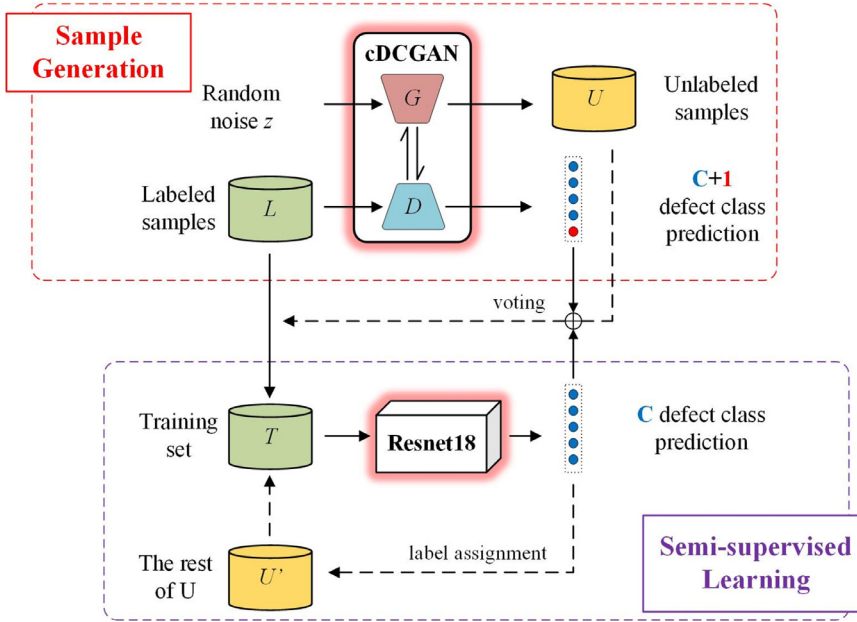 Sample
Generation
cDCGAN
Random
noise z
G
U
Unlabeled
samples
Labeled
samples
L
D
C+1
defect class
prediction
voting
Training
set
T
Resnet18
C defect class
prediction
The rest
of U
U'
label assignment
Semi-supervised
Learning